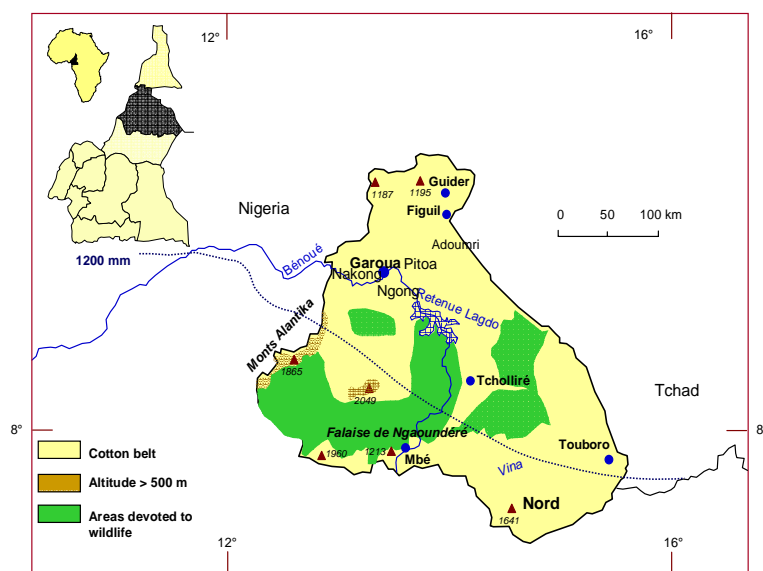 12° 16°
1187 1195 Guider
Figuil
Nigeria
0 50 100 km
Adoumri
1200 mm
Bénoué
Garoua Pitoa
Nakong
Ngong
Retenue Lagdo
Monts Alantika
1865
Tcholliré
2049
Tchad
8° 8°
Falaise de Ngaoundéré
Touboro
Cotton belt
1960 1213 Mbé
Vina
Altitude > 500 m
Nord
Areas devoted to
wildlife
1641
12° 16°